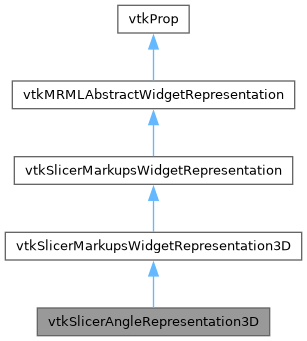 vtkProp
vtkMRMLAbstractWidgetRepresentation
vtkSlicerMarkupsWidgetRepresentation
vtkSlicerMarkupsWidgetRepresentation3D
vtkSlicerAngleRepresentation3D